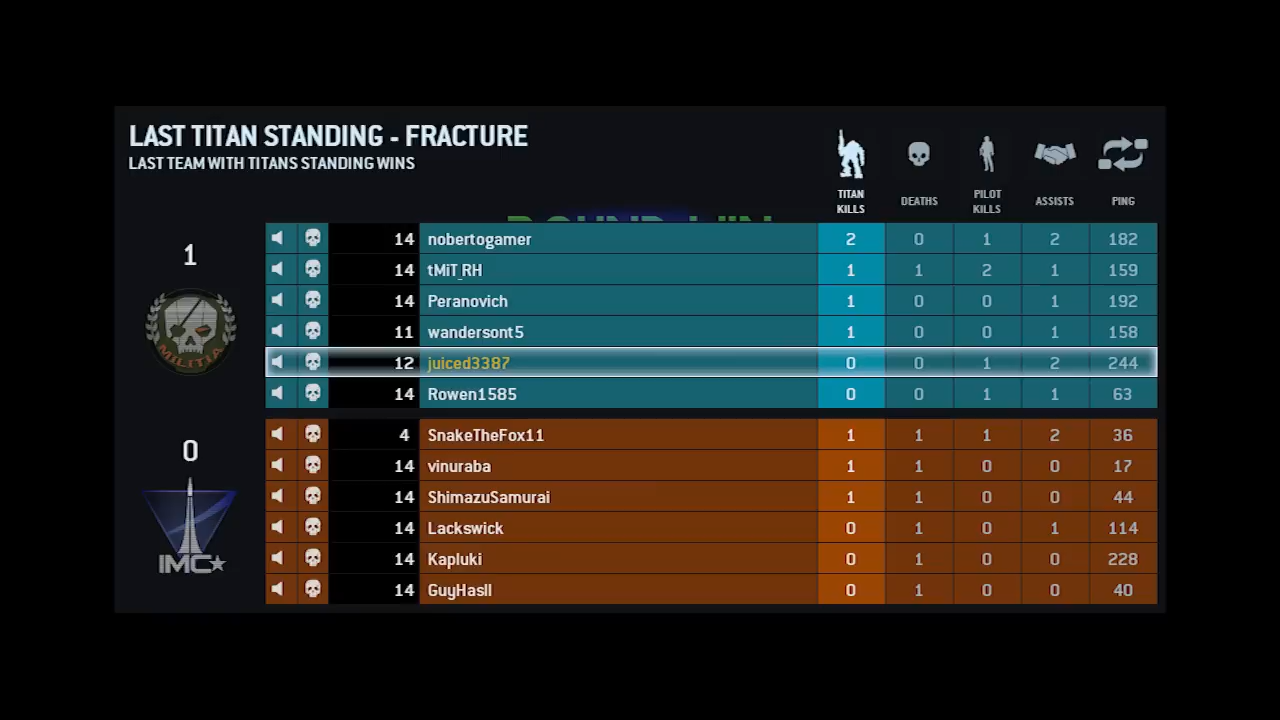 LAST TITAN STANDING - FRACTURE
LAST TEAM WITH TITANS STANDING WINS
TITAN KILLS DEATHS PILOT KILLS ASSISTS PING
1
MILITIA
14 nobertogamer 2 0 1 2 182
14 tMiT_RH 1 1 2 1 159
14 Peranovich 1 0 0 1 192
11 wandersont5 1 0 0 1 158
12 juiced3387 0 0 1 2 244
14 Rowen1585 0 0 1 1 63
0
IMC
4 SnakeTheFox11 1 1 1 2 36
14 vinuraba 1 1 0 0 17
14 ShimazuSamurai 1 1 0 0 44
14 Lackswick 0 1 0 1 114
14 Kapluki 0 1 0 0 228
14 GuyHasII 0 1 0 0 40